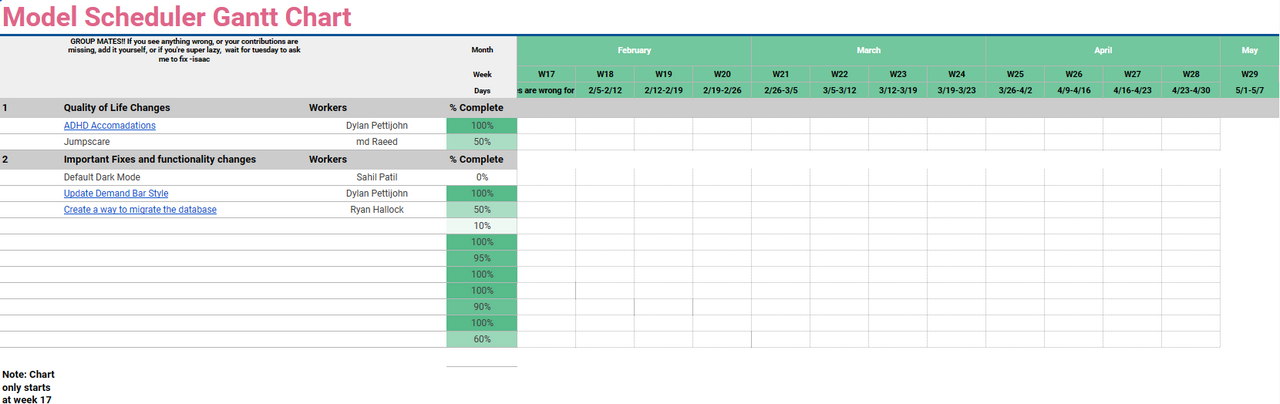 Model Scheduler Gantt Chart
GROUP MATES!! If you see anything wrong, or your contributions are
missing, add it yourself, or if you're super lazy, wait for tuesday to ask
me to fix -isaac
Month February March April May
Week W17 W18 W19 W20 W21 W22 W23 W24 W25 W26 W27 W28 W29
Days s are wrong for 2/5-2/12 2/12-2/19 2/19-2/26 2/26-3/5 3/5-3/12 3/12-3/19 3/19-3/23 3/26-4/2 4/9-4/16 4/16-4/23 4/23-4/30 5/1-5/7
1 Quality of Life Changes Workers % Complete
ADHD Accomadations Dylan Pettijohn 100%
Jumpscare md Raeed 50%
2 Important Fixes and functionality changes Workers % Complete
Default Dark Mode Sahil Patil 0%
Update Demand Bar Style Dylan Pettijohn 100%
Create a way to migrate the database Ryan Hallock 50%
10%
100%
95%
100%
100%
90%
100%
60%
Note: Chart
only starts
at week 17